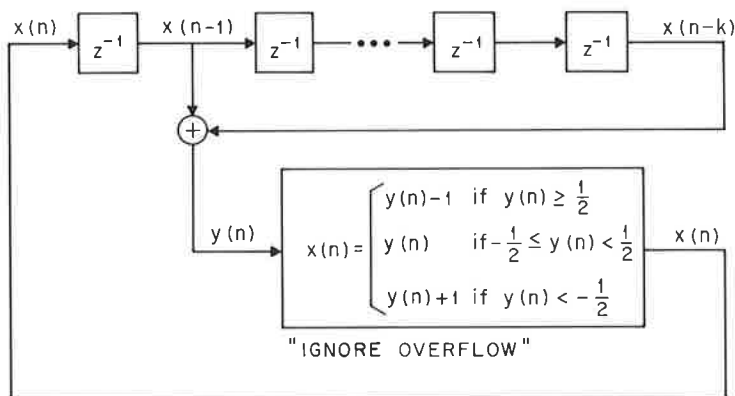 x(n) z⁻¹ x(n-1) z⁻¹ ••• z⁻¹ z⁻¹ x(n-k)
+
y(n)
x(n) = { y(n)-1 if y(n) ≥ 1/2
y(n) if -1/2 ≤ y(n) < 1/2
y(n)+1 if y(n) < -1/2
x(n)
"IGNORE OVERFLOW"